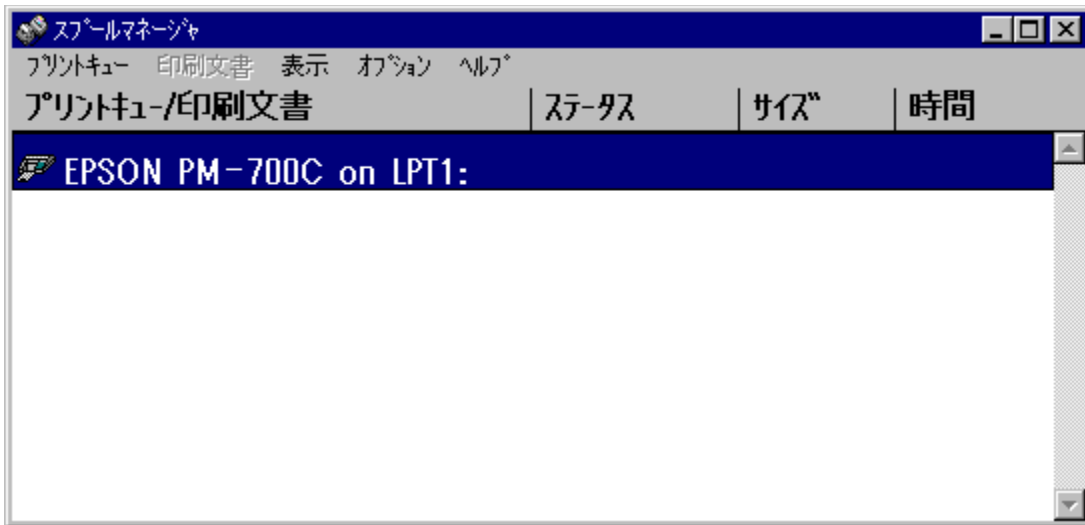 スプールマネージャ
プリントキュー 印刷文書 表示 オプション ヘルプ
プリントキュー/印刷文書 ステータス サイズ 時間
EPSON PM-700C on LPT1: